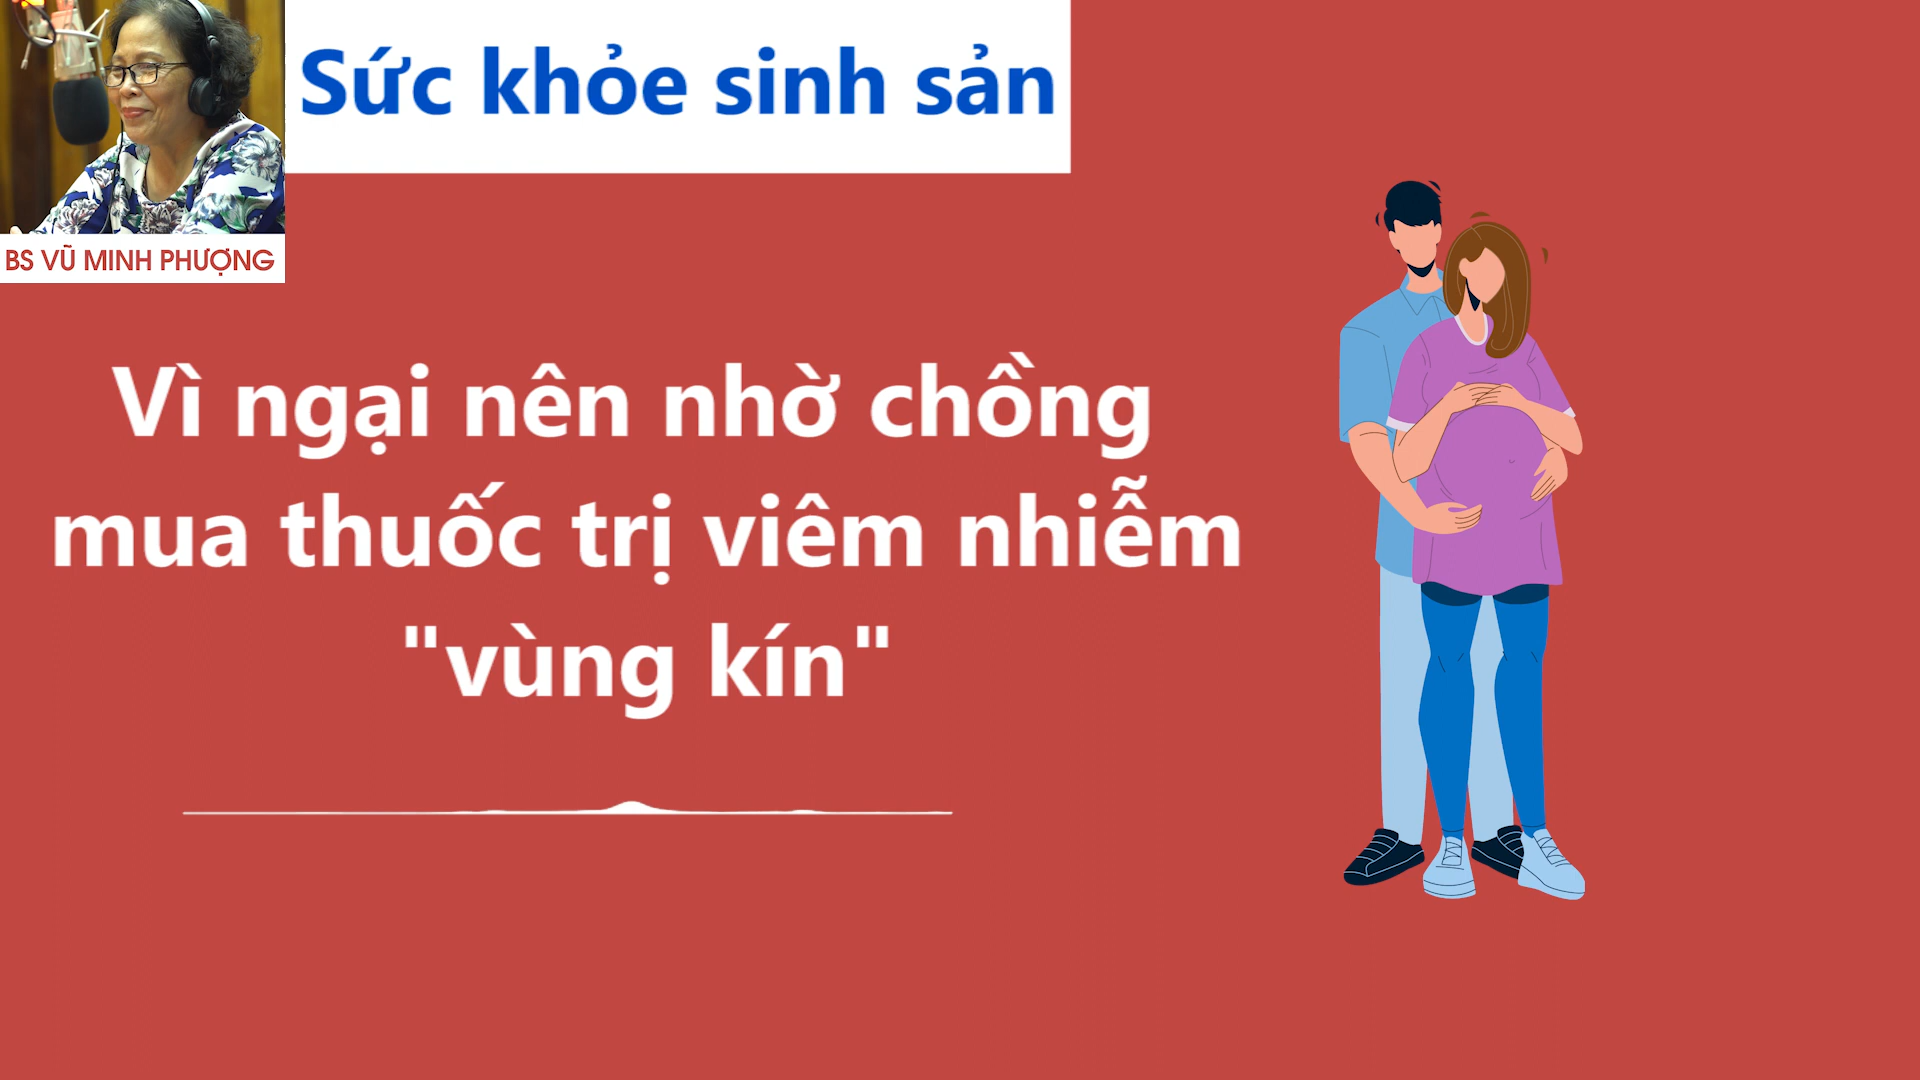 Sức khỏe sinh sản
BS VŨ MINH PHƯỢNG
Vì ngại nên nhờ chồng
mua thuốc trị viêm nhiễm
"vùng kín"